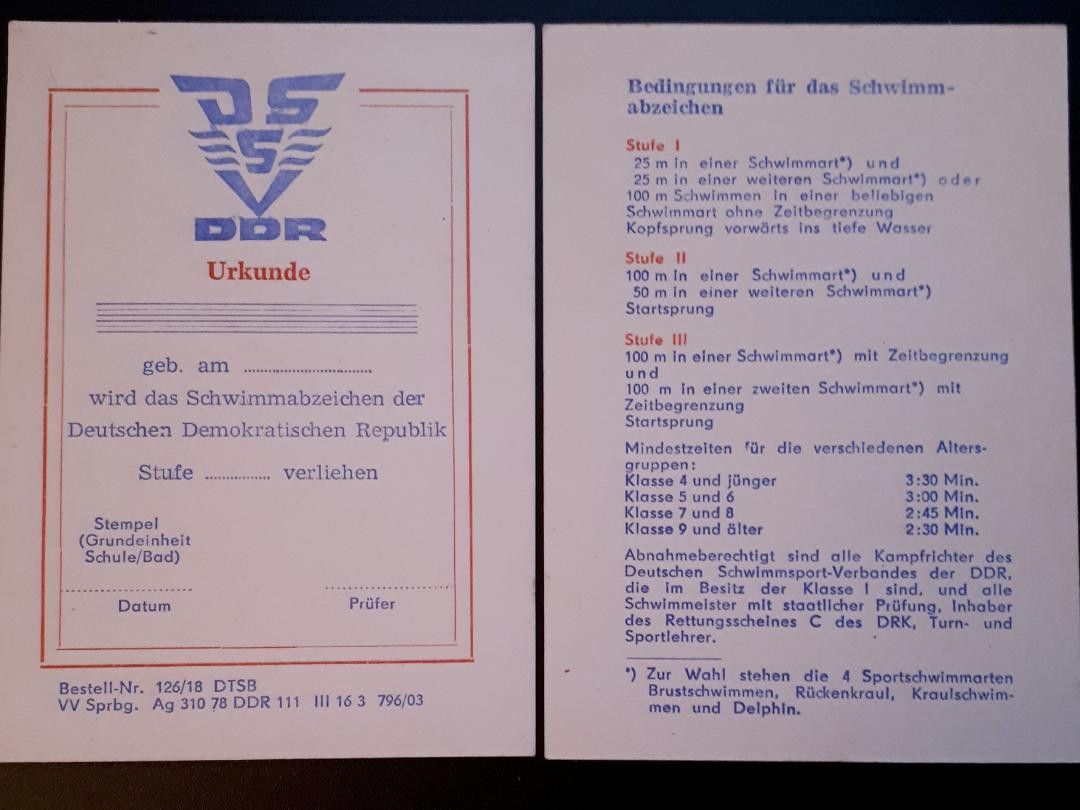 DSSV
DDR
Urkunde
geb. am ....................
wird das Schwimmabzeichen der
Deutschen Demokratischen Republik
Stufe ............ verliehen
Stempel
(Grundeinheit
Schule/Bad)
Datum
Prüfer
Bestell-Nr. 126/18 DTSB
VV Sprbg. Ag 310 78 DDR 111 III 16 3 796/03
Bedingungen für das Schwimm-
abzeichen
Stufe I
25 m in einer Schwimmart*) und
25 m in einer weiteren Schwimmart*) oder
100 m Schwimmen in einer beliebigen
Schwimmart ohne Zeitbegrenzung
Kopfsprung vorwärts ins tiefe Wasser
Stufe II
100 m in einer Schwimmart*) und
50 m in einer weiteren Schwimmart*)
Startsprung
Stufe III
100 m in einer Schwimmart*) mit Zeitbegrenzung
und
100 m in einer zweiten Schwimmart*) mit
Zeitbegrenzung
Startsprung
Mindestzeiten für die verschiedenen Alters-
gruppen:
Klasse 4 und jünger 3:30 Min.
Klasse 5 und 6 3:00 Min.
Klasse 7 und 8 2:45 Min.
Klasse 9 und älter 2:30 Min.
Abnahmeberechtigt sind alle Kampfrichter des
Deutschen Schwimmsport-Verbandes der DDR,
die im Besitz der Klasse I sind, und alle
Schwimmeister mit staatlicher Prüfung, Inhaber
des Rettungsscheines C des DRK, Turn- und
Sportlehrer.
*) Zur Wahl stehen die 4 Sportschwimmarten
Brustschwimmen, Rückenkraul, Kraulschwim-
men und Delphin.